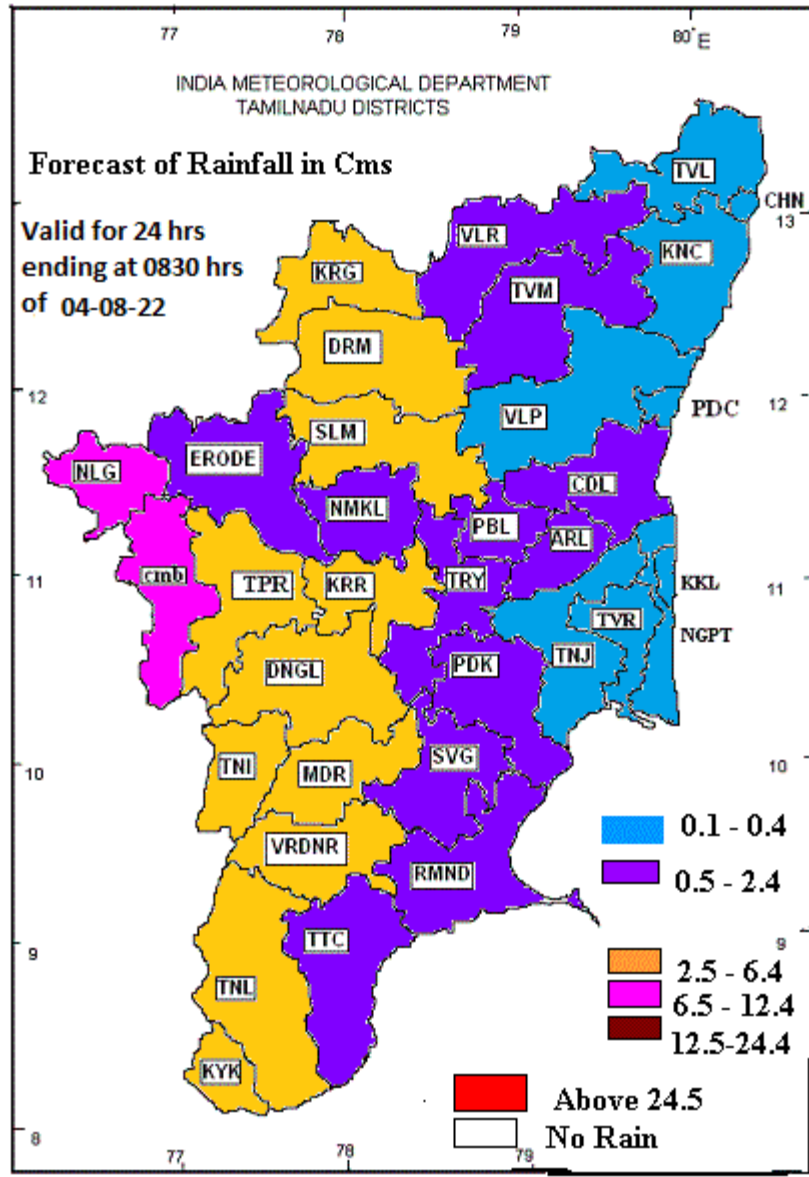 77 78 79 80°E
INDIA METEOROLOGICAL DEPARTMENT
TAMILNADU DISTRICTS
Forecast of Rainfall in Cms
TVL
CHN
13
Valid for 24 hrs
ending at 0830 hrs
of 04-08-22
VLR
KNC
KRG
TVM
DRM
12
12
PDC
VLP
SLM
ERODE
NLG
CDL
NMKL
PBL
ARL
11
cmb
TPR
KRR
TRY
KKL
11
TVR
NGPT
DNGL
PDK
TNJ
10
TNI
MDR
SVG
10
0.1 - 0.4
VRDNR
RMND
0.5 - 2.4
9
TTC
9
2.5 - 6.4
TNL
6.5 - 12.4
12.5-24.4
KYK
Above 24.5
8
No Rain
77 78 79